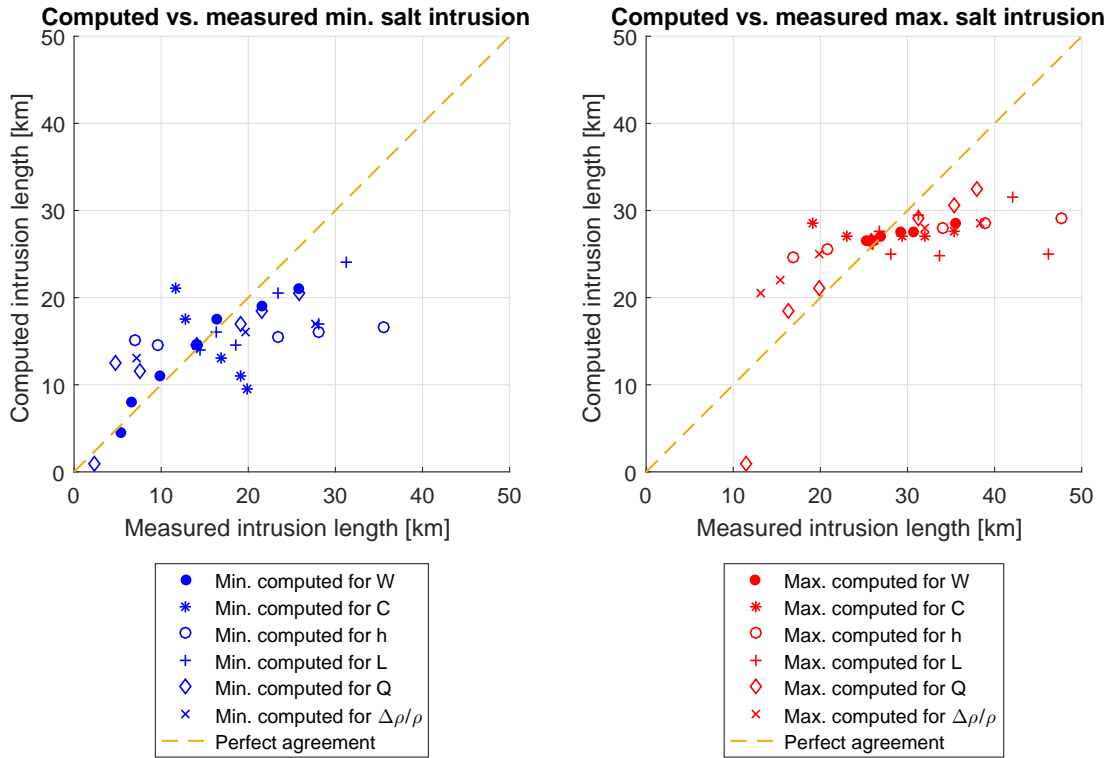 Computed vs. measured min. salt intrusion
50
40
30
20
10
0
Computed intrusion length [km]
0 10 20 30 40 50
Measured intrusion length [km]
Min. computed for W
Min. computed for C
Min. computed for h
Min. computed for L
Min. computed for Q
Min. computed for Δρ/ρ
Perfect agreement
Computed vs. measured max. salt intrusion
50
40
30
20
10
0
Computed intrusion length [km]
0 10 20 30 40 50
Measured intrusion length [km]
Max. computed for W
Max. computed for C
Max. computed for h
Max. computed for L
Max. computed for Q
Max. computed for Δρ/ρ
Perfect agreement